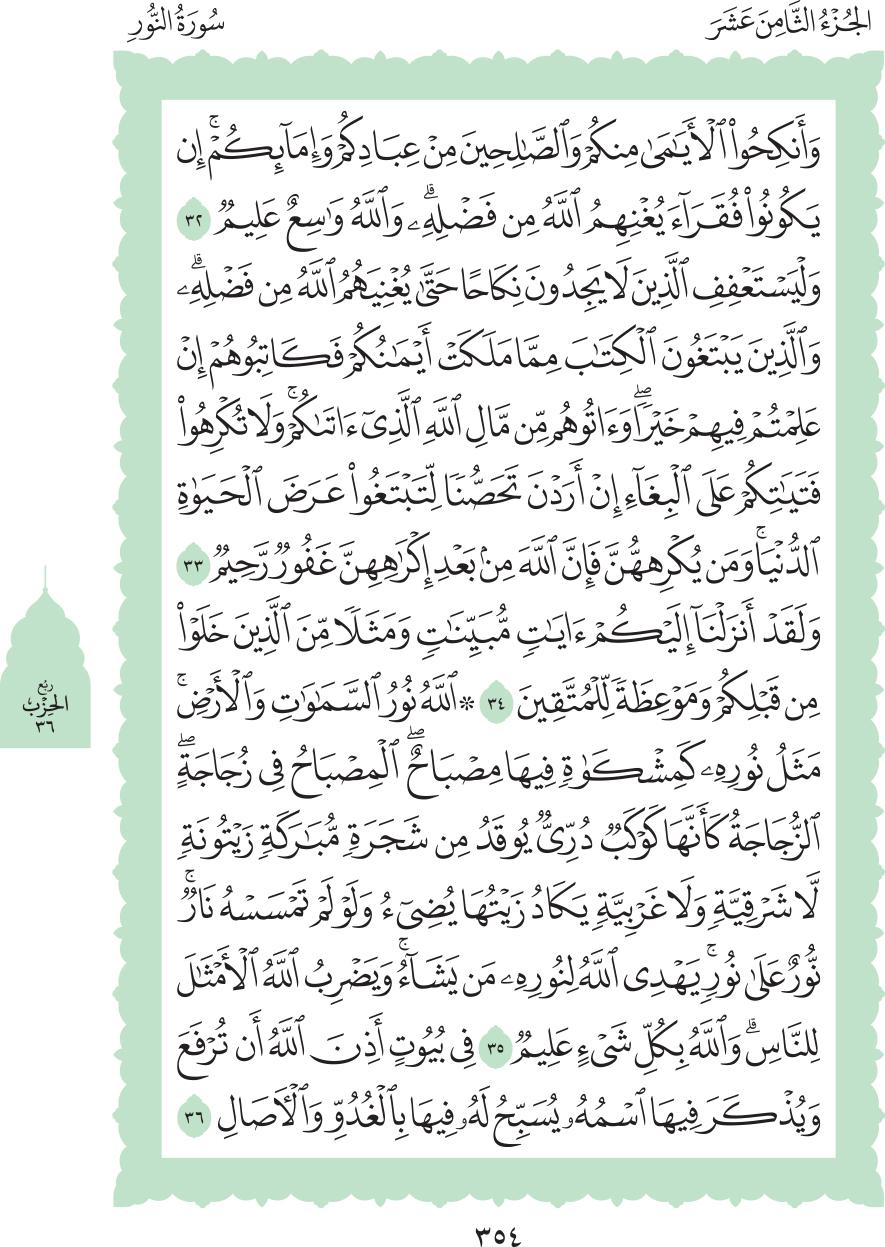 الجُزْءُ الثَّامِنَ عَشَرَ
سُورَةُ النُّورِ
وَأَنكِحُواْ ٱلْأَيَـٰمَىٰ مِنكُمْ وَٱلصَّـٰلِحِينَ مِنْ عِبَادِكُمْ وَإِمَآئِكُمْۚ إِن
يَكُونُواْ فُقَرَآءَ يُغْنِهِمُ ٱللَّهُ مِن فَضْلِهِۦۗ وَٱللَّهُ وَٰسِعٌ عَلِيمٌ ٣٢
وَلْيَسْتَعْفِفِ ٱلَّذِينَ لَا يَجِدُونَ نِكَاحًا حَتَّىٰ يُغْنِيَهُمُ ٱللَّهُ مِن فَضْلِهِۦۗ
وَٱلَّذِينَ يَبْتَغُونَ ٱلْكِتَـٰبَ مِمَّا مَلَكَتْ أَيْمَـٰنُكُمْ فَكَاتِبُوهُمْ إِنْ
عَلِمْتُمْ فِيهِمْ خَيْرًاۖ وَءَاتُوهُم مِّن مَّالِ ٱللَّهِ ٱلَّذِىٓ ءَاتَىٰكُمْۚ وَلَا تُكْرِهُواْ
فَتَيَـٰتِكُمْ عَلَى ٱلْبِغَآءِ إِنْ أَرَدْنَ تَحَصُّنًا لِّتَبْتَغُواْ عَرَضَ ٱلْحَيَوٰةِ
ٱلدُّنْيَاۚ وَمَن يُكْرِههُّنَّ فَإِنَّ ٱللَّهَ مِنۢ بَعْدِ إِكْرَٰهِهِنَّ غَفُورٌ رَّحِيمٌ ٣٣
وَلَقَدْ أَنزَلْنَآ إِلَيْكُمْ ءَايَـٰتٍ مُّبَيِّنَـٰتٍ وَمَثَلًا مِّنَ ٱلَّذِينَ خَلَوْاْ
مِن قَبْلِكُمْ وَمَوْعِظَةً لِّلْمُتَّقِينَ ٣٤ * ٱللَّهُ نُورُ ٱلسَّمَـٰوَٰتِ وَٱلْأَرْضِۚ
مَثَلُ نُورِهِۦ كَمِشْكَوٰةٍ فِيهَا مِصْبَاحٌۖ ٱلْمِصْبَاحُ فِى زُجَاجَةٍۖ
ٱلزُّجَاجَةُ كَأَنَّهَا كَوْكَبٌ دُرِّىٌّ يُوقَدُ مِن شَجَرَةٍ مُّبَـٰرَكَةٍ زَيْتُونَةٍ
لَّا شَرْقِيَّةٍ وَلَا غَرْبِيَّةٍ يَكَادُ زَيْتُهَا يُضِىٓءُ وَلَوْ لَمْ تَمْسَسْهُ نَارٌۚ
نُّورٌ عَلَىٰ نُورٍۚ يَهْدِى ٱللَّهُ لِنُورِهِۦ مَن يَشَآءُۚ وَيَضْرِبُ ٱللَّهُ ٱلْأَمْثَـٰلَ
لِلنَّاسِۗ وَٱللَّهُ بِكُلِّ شَىْءٍ عَلِيمٌ ٣٥ فِى بُيُوتٍ أَذِنَ ٱللَّهُ أَن تُرْفَعَ
وَيُذْكَرَ فِيهَا ٱسْمُهُۥ يُسَبِّحُ لَهُۥ فِيهَا بِٱلْغُدُوِّ وَٱلْـَٔاصَالِ ٣٦
رُبع
الحِزْب
٣٦
٣٥٤